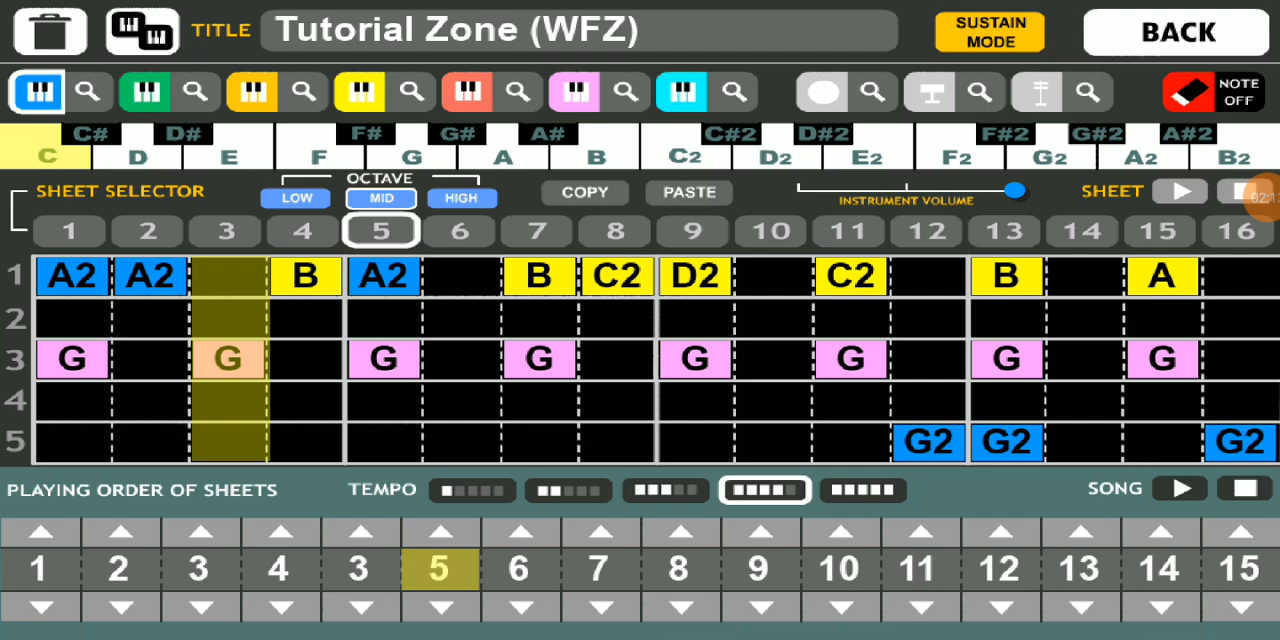 TITLE Tutorial Zone (WFZ) SUSTAIN MODE BACK
NOTE OFF
C# D# F# G# A# C#2 D#2 F#2 G#2 A#2
C D E F G A B C2 D2 E2 F2 G2 A2 B2
SHEET SELECTOR OCTAVE LOW MID HIGH COPY PASTE INSTRUMENT VOLUME SHEET
1 2 3 4 5 6 7 8 9 10 11 12 13 14 15 16
1 A2 A2 B A2 B C2 D2 C2 B A
2
3 G G G G G G G G
4
5 G2 G2 G2
PLAYING ORDER OF SHEETS TEMPO SONG
1 2 3 4 3 5 6 7 8 9 10 11 12 13 14 15